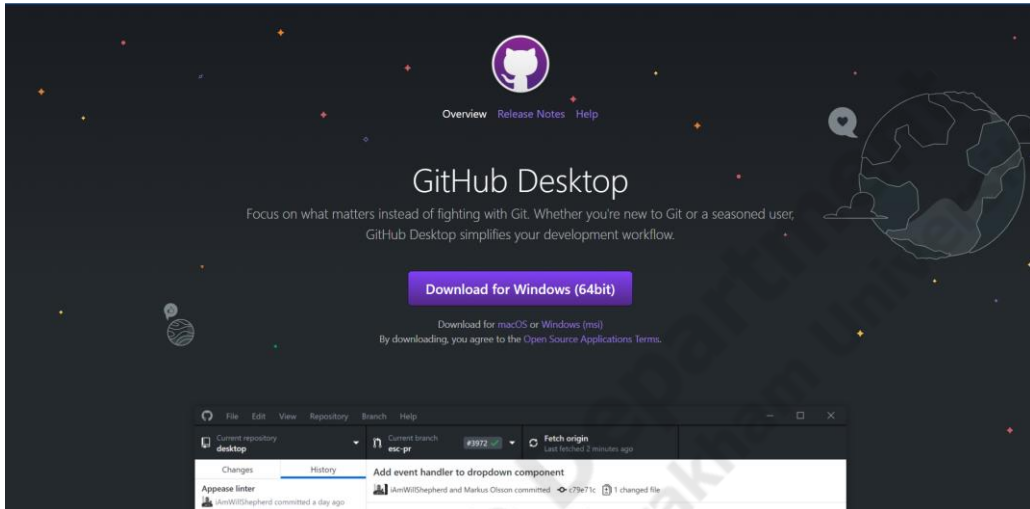 Overview Release Notes Help
GitHub Desktop
Focus on what matters instead of fighting with Git. Whether you're new to Git or a seasoned user,
GitHub Desktop simplifies your development workflow.
Download for Windows (64bit)
Download for macOS or Windows (msi)
By downloading, you agree to the Open Source Applications Terms.
File Edit View Repository Branch Help
Current repository
desktop
Current branch
esc-pr
#3972
Fetch origin
Last fetched 2 minutes ago
Changes History
Add event handler to dropdown component
iAmWillShepherd and Markus Olsson committed c79e71c 1 changed file
Appease linter
iAmWillShepherd committed a day ago